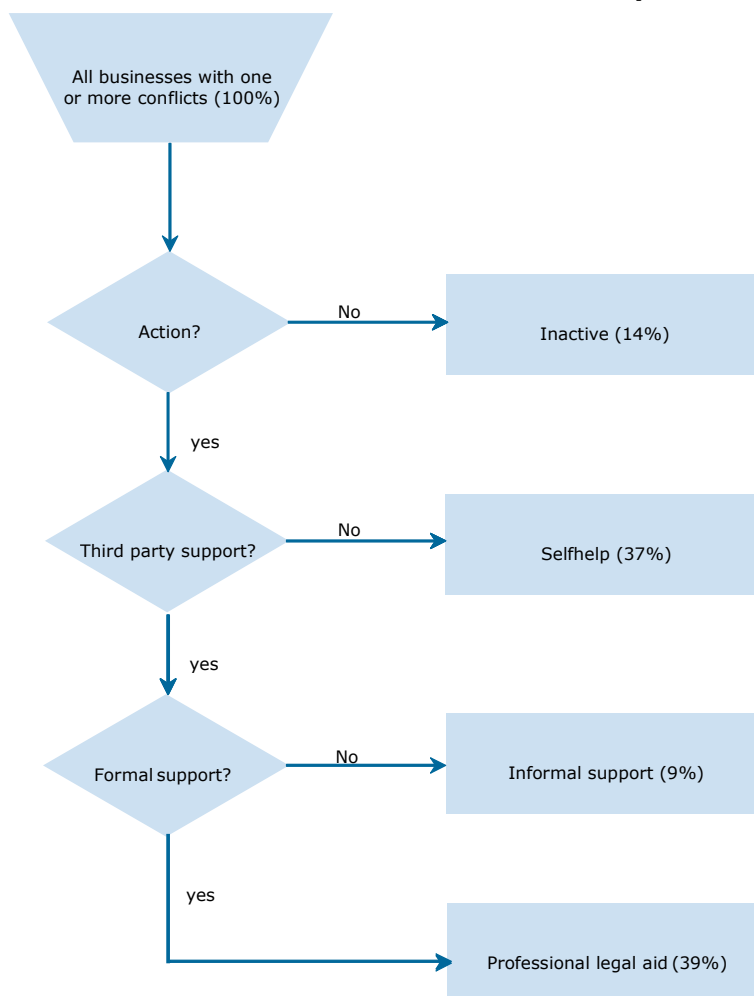 All businesses with one
or more conflicts (100%)
Action?
No
Inactive (14%)
yes
Third party support?
No
Selfhelp (37%)
yes
Formal support?
No
Informal support (9%)
yes
Professional legal aid (39%)